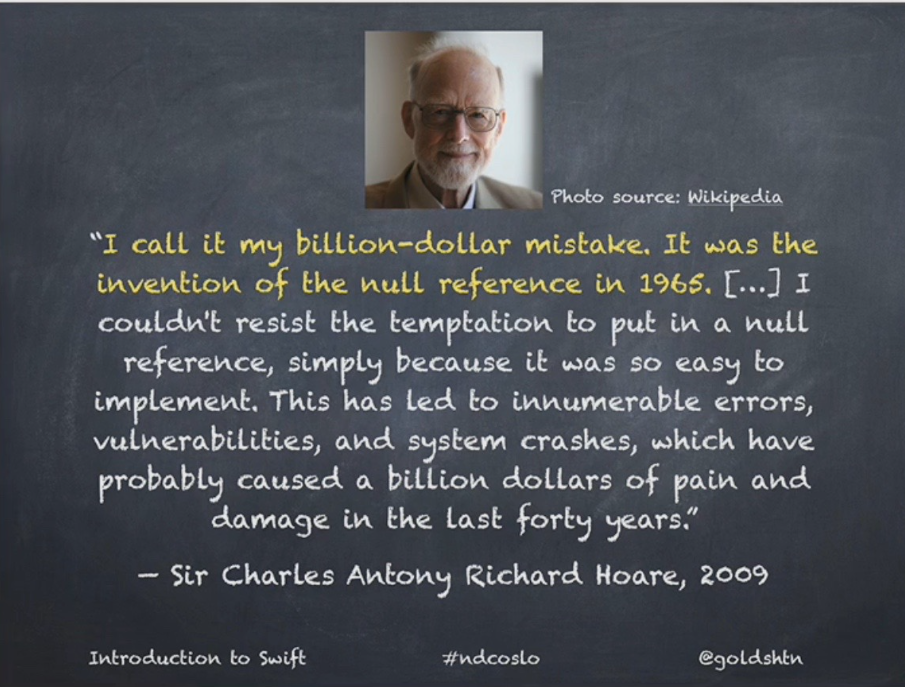 Photo source: Wikipedia
“I call it my billion-dollar mistake. It was the
invention of the null reference in 1965. [...] I
couldn't resist the temptation to put in a null
reference, simply because it was so easy to
implement. This has led to innumerable errors,
vulnerabilities, and system crashes, which have
probably caused a billion dollars of pain and
damage in the last forty years.”
— Sir Charles Antony Richard Hoare, 2009
Introduction to Swift
#ndcoslo
@goldshtn